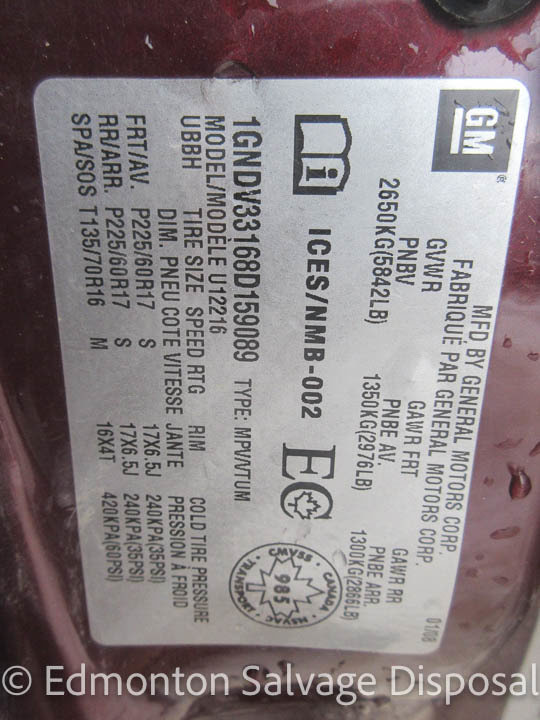 GM ®
MFD BY GENERAL MOTORS CORP. 01/08
FABRIQUÉ PAR GENERAL MOTORS CORP.
GVWR GAWR FRT GAWR RR
PNBV PNBE AV. PNBE ARR.
2650KG(5842LB) 1350KG(2976LB) 1300KG(2866LB)
i ICES/NMB-002 EC
CMVSS CANADA NSVAC TRANSPORT 985
1GNDV33168D159089 TYPE: MPV/VTUM
MODEL/MODELE U12216
UBBH TIRE SIZE SPEED RTG RIM COLD TIRE PRESSURE
DIM. PNEU COTE VITESSE JANTE PRESSION À FROID
FRT/AV. P225/60R17 S 17X6.5J 240KPA(35PSI)
RR/ARR. P225/60R17 S 17X6.5J 240KPA(35PSI)
SPA/SOS T135/70R16 M 16X4T 420KPA(60PSI)
© Edmonton Salvage Disposal